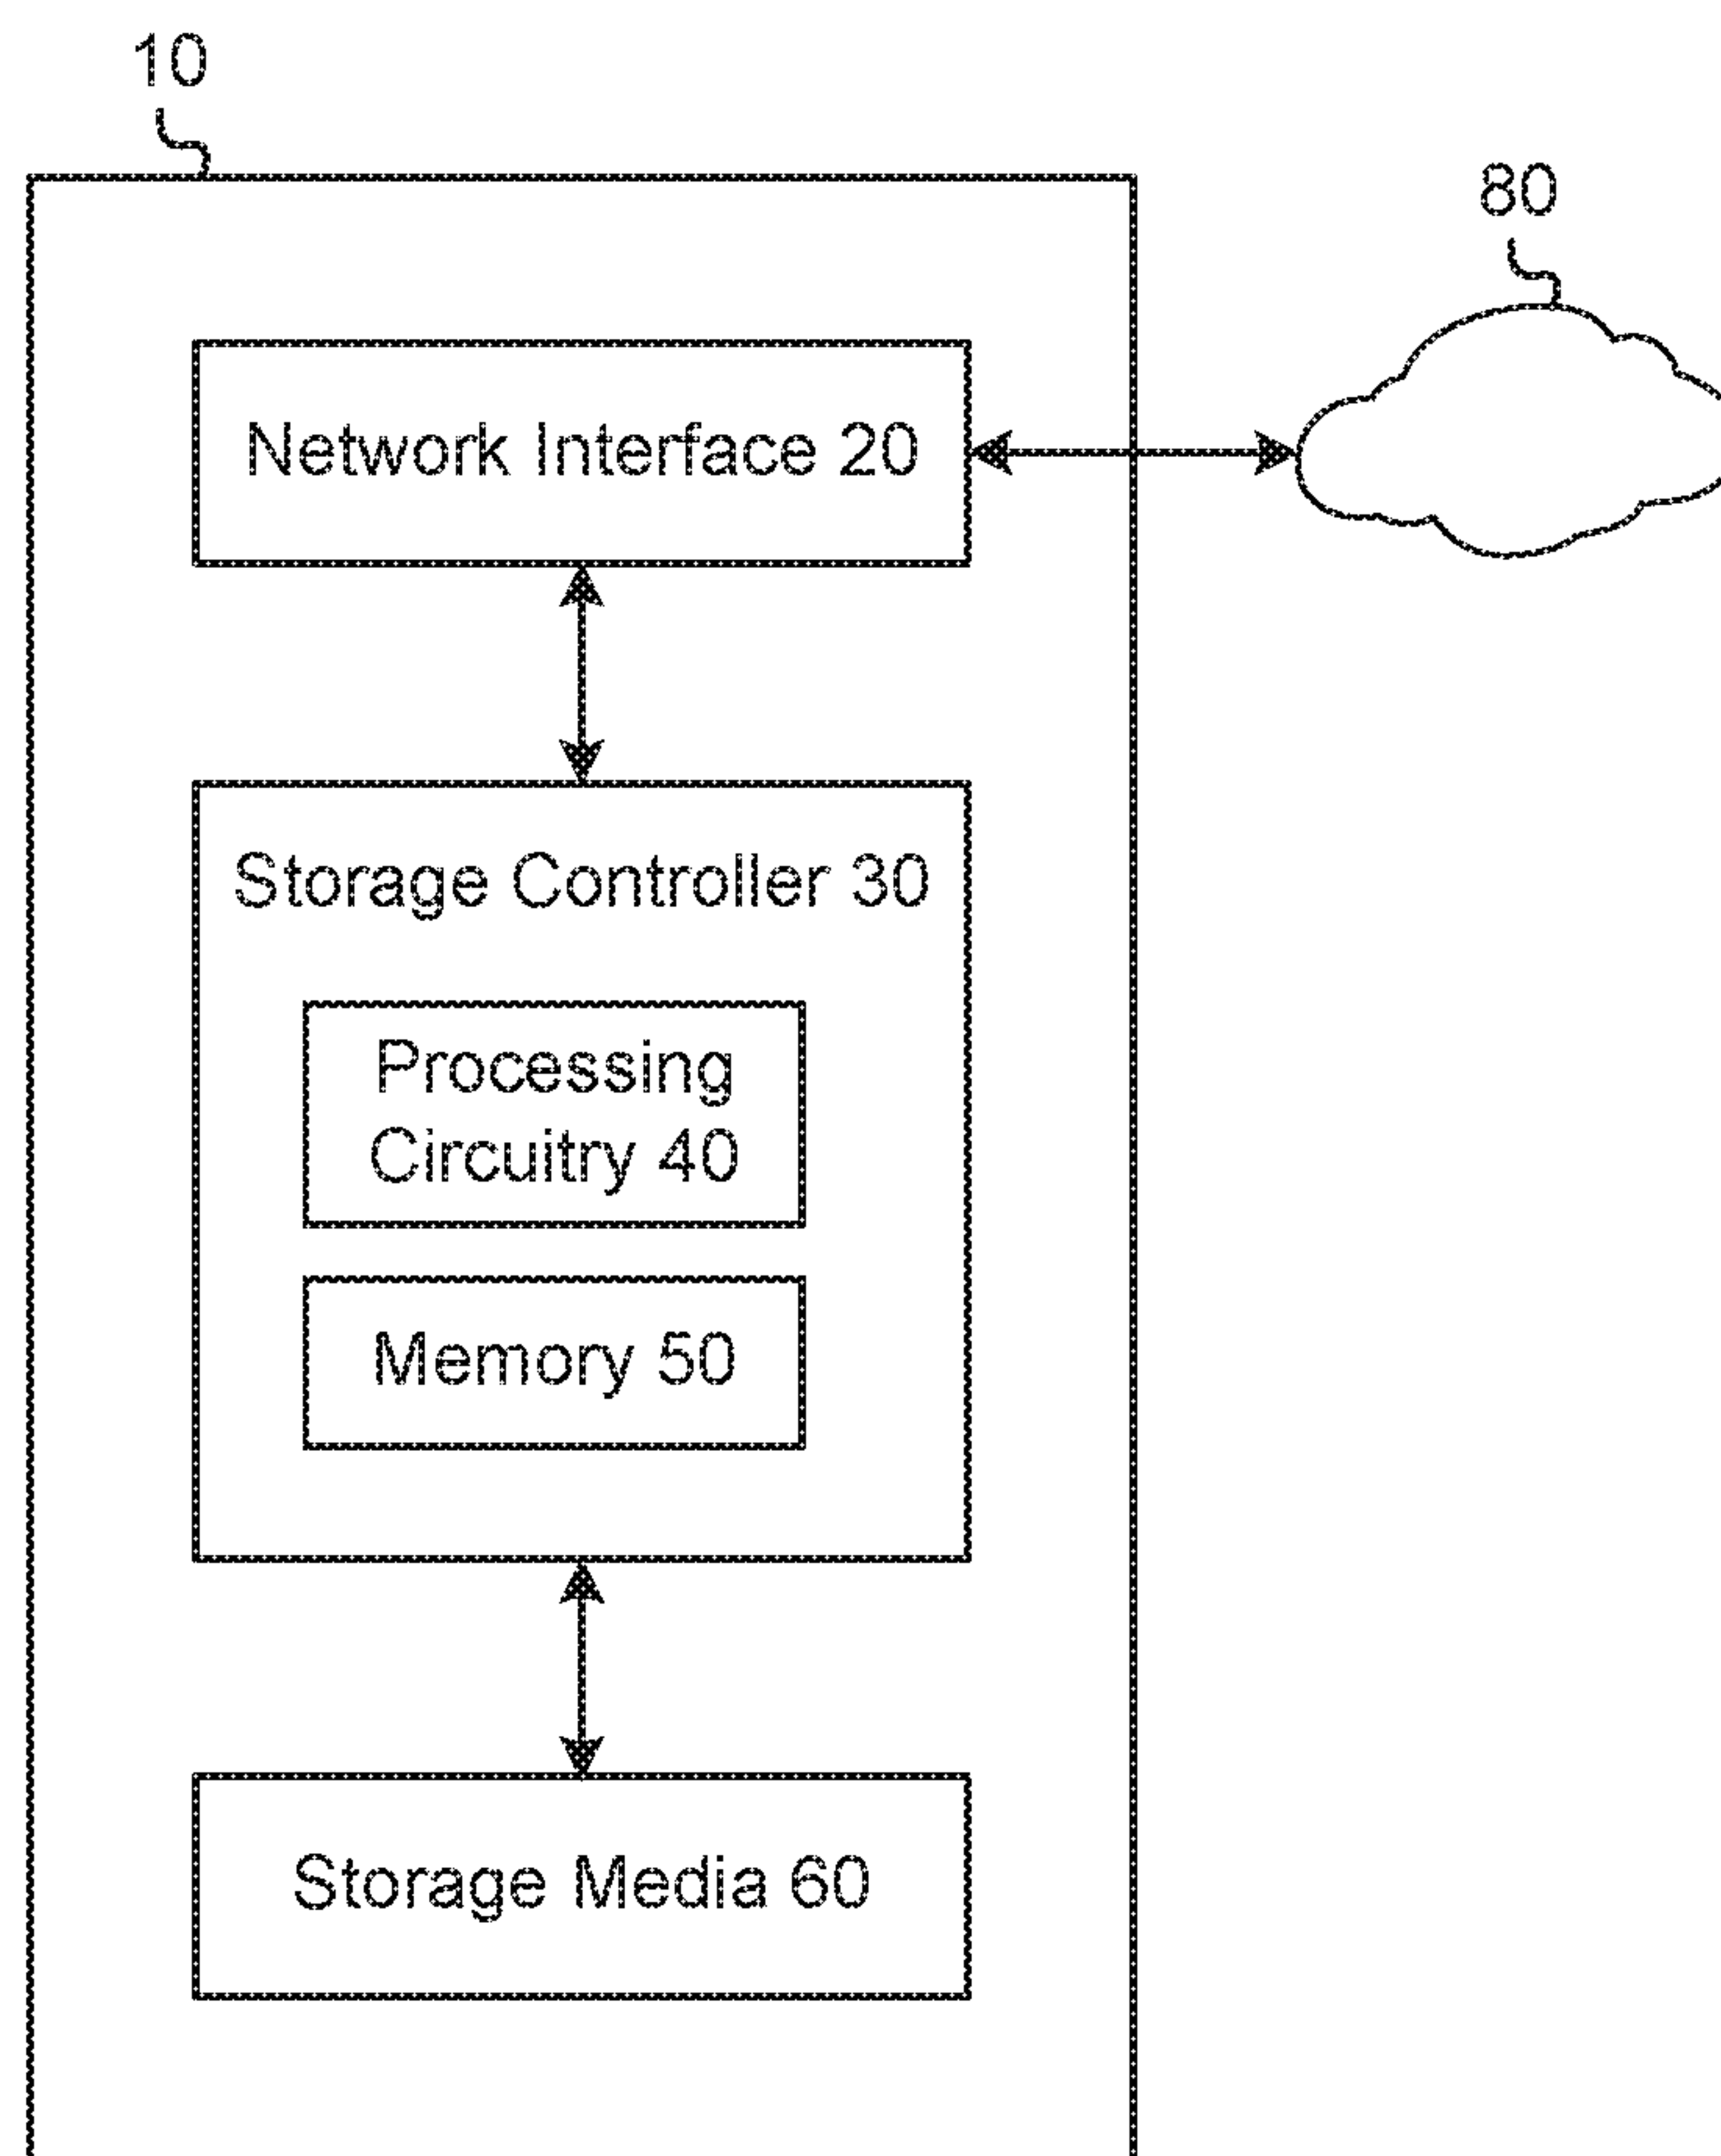 10
80
Network Interface 20
Storage Controller 30
Processing
Circuitry 40
Memory 50
Storage Media 60